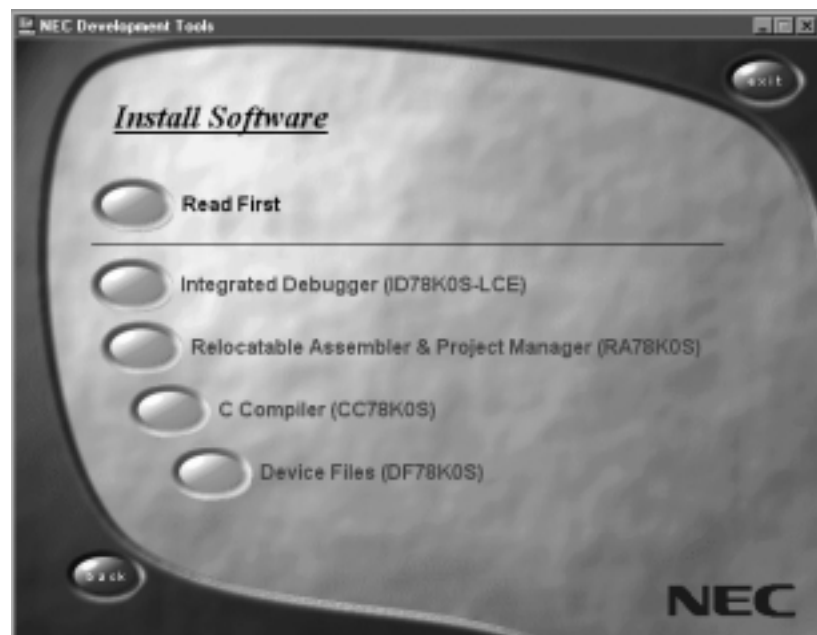 NEC Development Tools
exit
Install Software
Read First
Integrated Debugger (ID78K0S-LCE)
Relocatable Assembler & Project Manager (RA78K0S)
C Compiler (CC78K0S)
Device Files (DF78K0S)
back
NEC